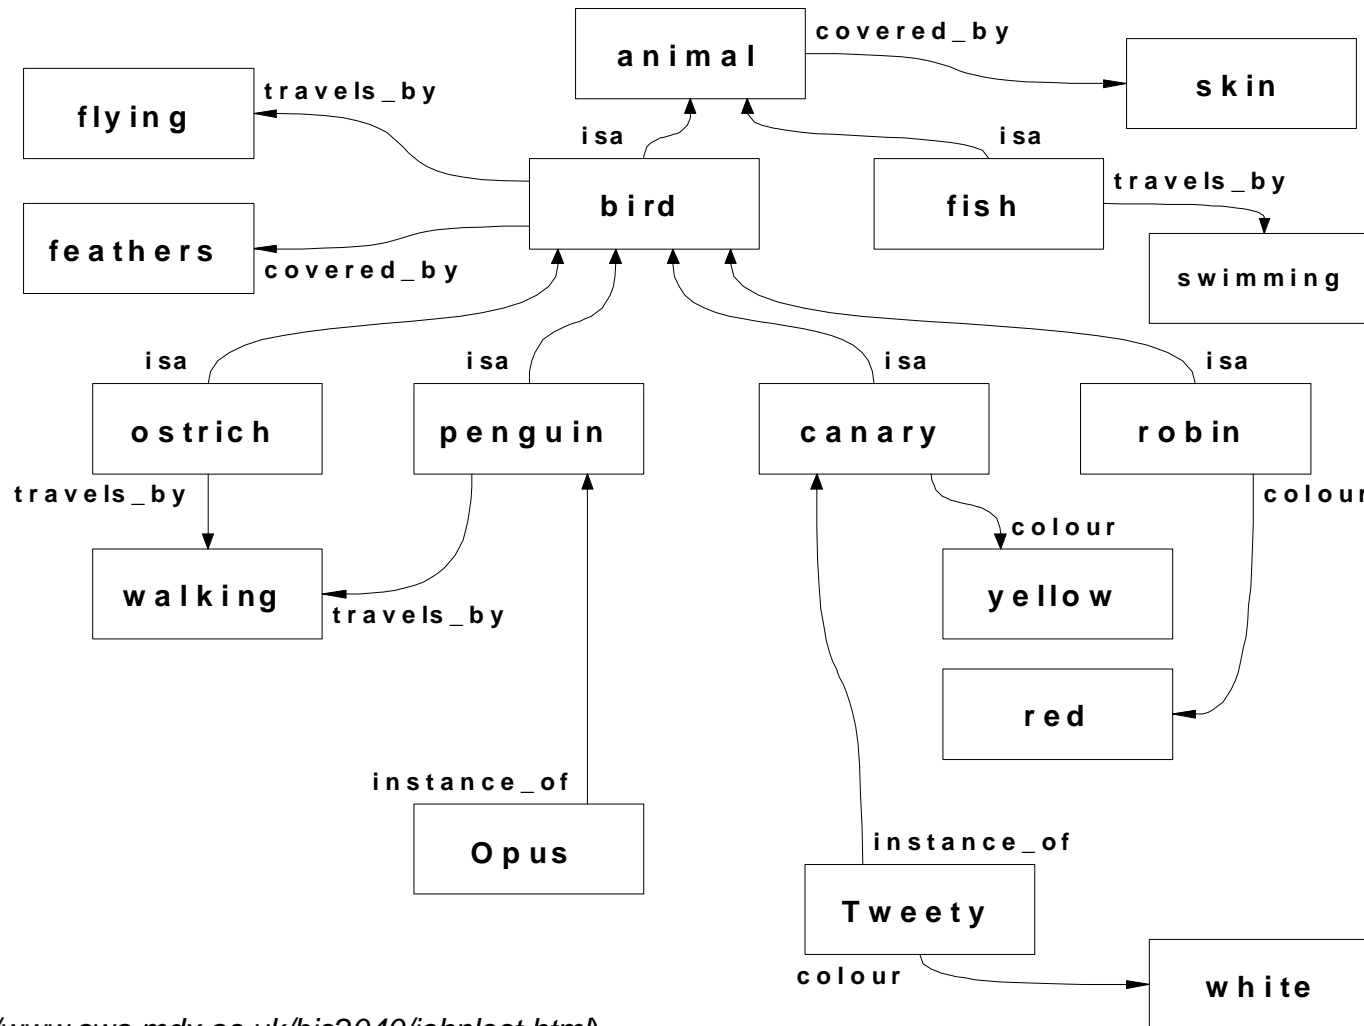 animal
covered_by
skin
flying
travels_by
isa
isa
bird
fish
travels_by
feathers
covered_by
swimming
isa
isa
isa
isa
ostrich
penguin
canary
robin
travels_by
colour
colour
walking
travels_by
yellow
red
instance_of
Opus
instance_of
Tweety
colour
white